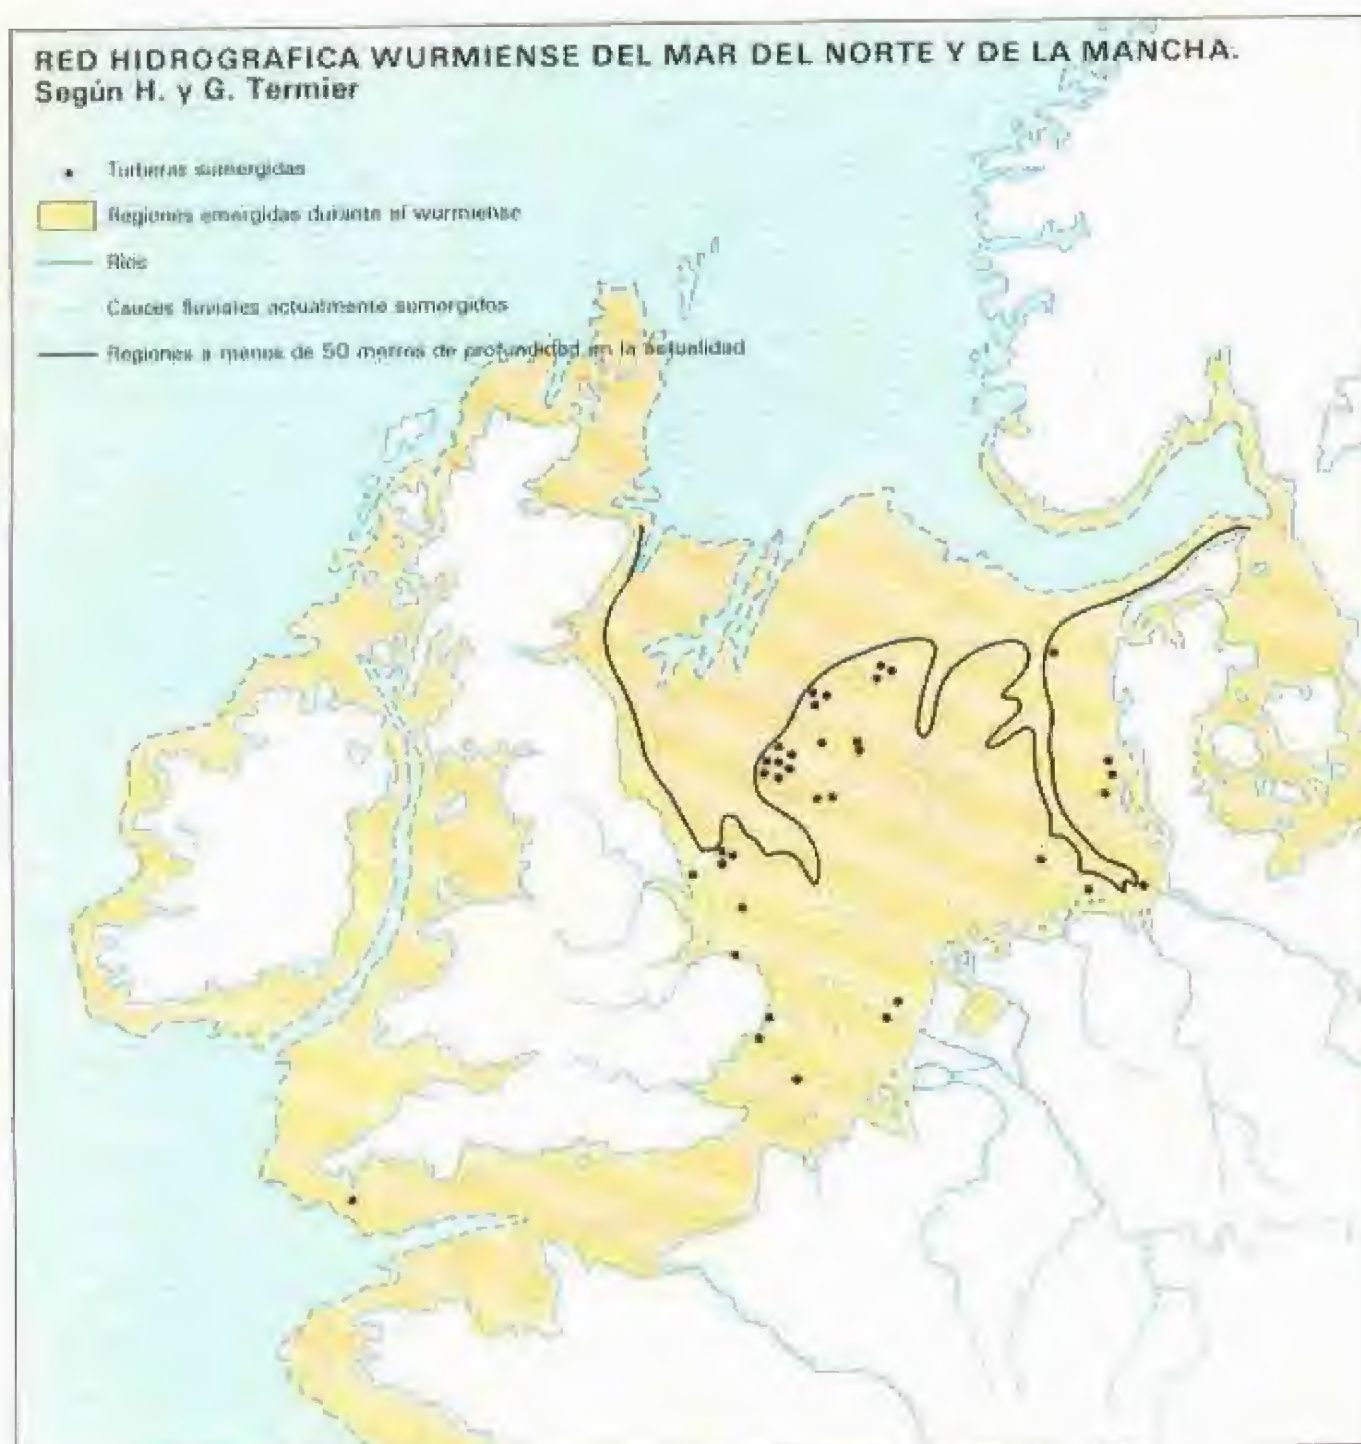 RED HIDROGRAFICA WURMIENSE DEL MAR DEL NORTE Y DE LA MANCHA.
Según H. y G. Termier
Turberas sumergidas
Regiones emergidas durante el wurmiense
Ríos
Cauces fluviales actualmente sumergidos
Regiones a menos de 50 metros de profundidad en la actualidad